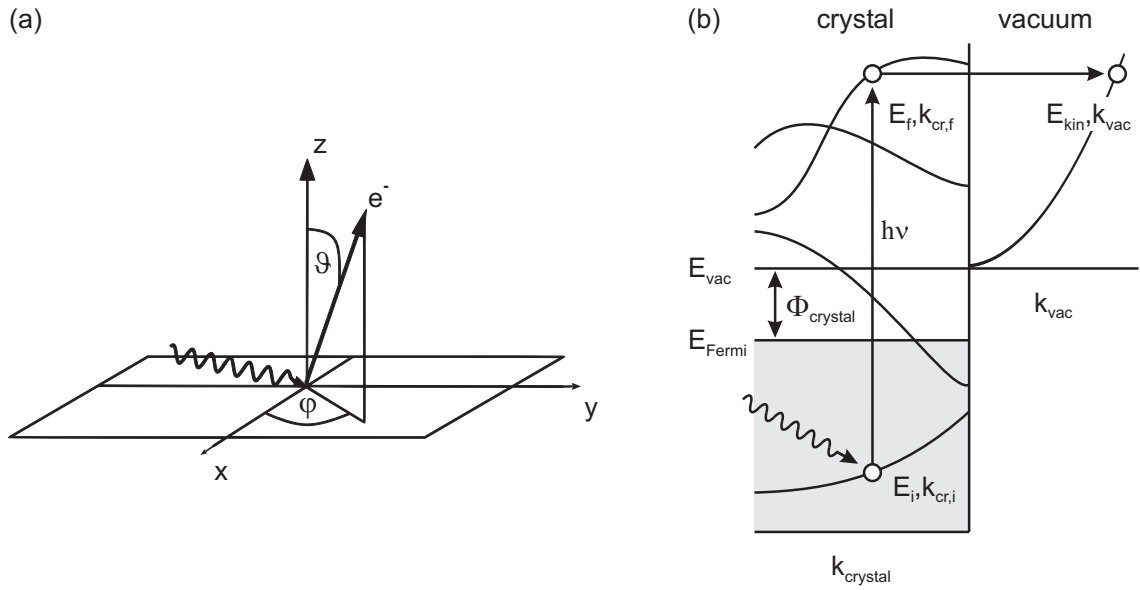 (a)
z
e⁻
ϑ
φ
y
x
(b)
crystal vacuum
E_f,k_cr,f
E_kin,k_vac
hν
E_vac
k_vac
Φ_crystal
E_Fermi
E_i,k_cr,i
k_crystal